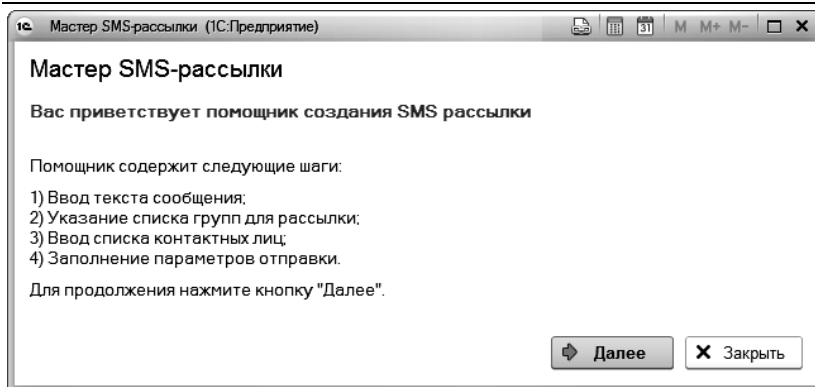 1С Мастер SMS-рассылки (1С:Предприятие) 31 M M+ M-
Мастер SMS-рассылки
Вас приветствует помощник создания SMS рассылки
Помощник содержит следующие шаги:
1) Ввод текста сообщения;
2) Указание списка групп для рассылки;
3) Ввод списка контактных лиц;
4) Заполнение параметров отправки.
Для продолжения нажмите кнопку "Далее".
Далее Закрыть